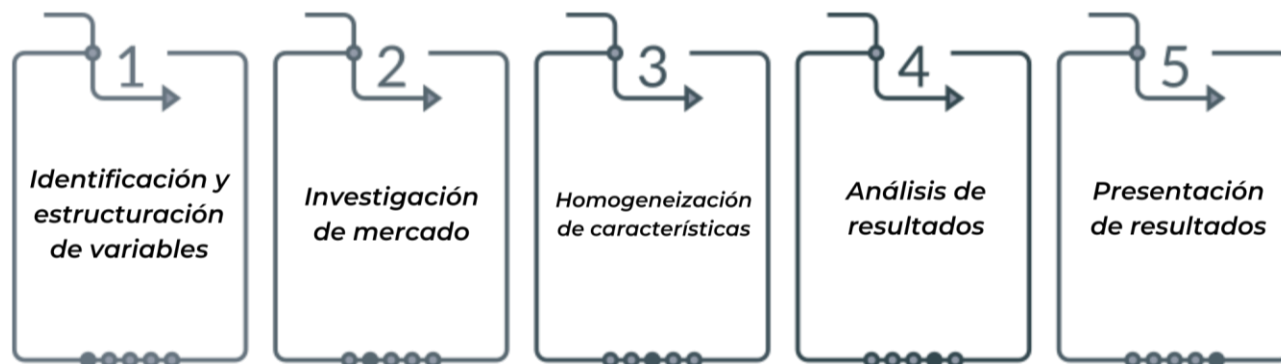 1
Identificación y
estructuración
de variables
2
Investigación
de mercado
3
Homogeneización
de características
4
Análisis de
resultados
5
Presentación
de resultados